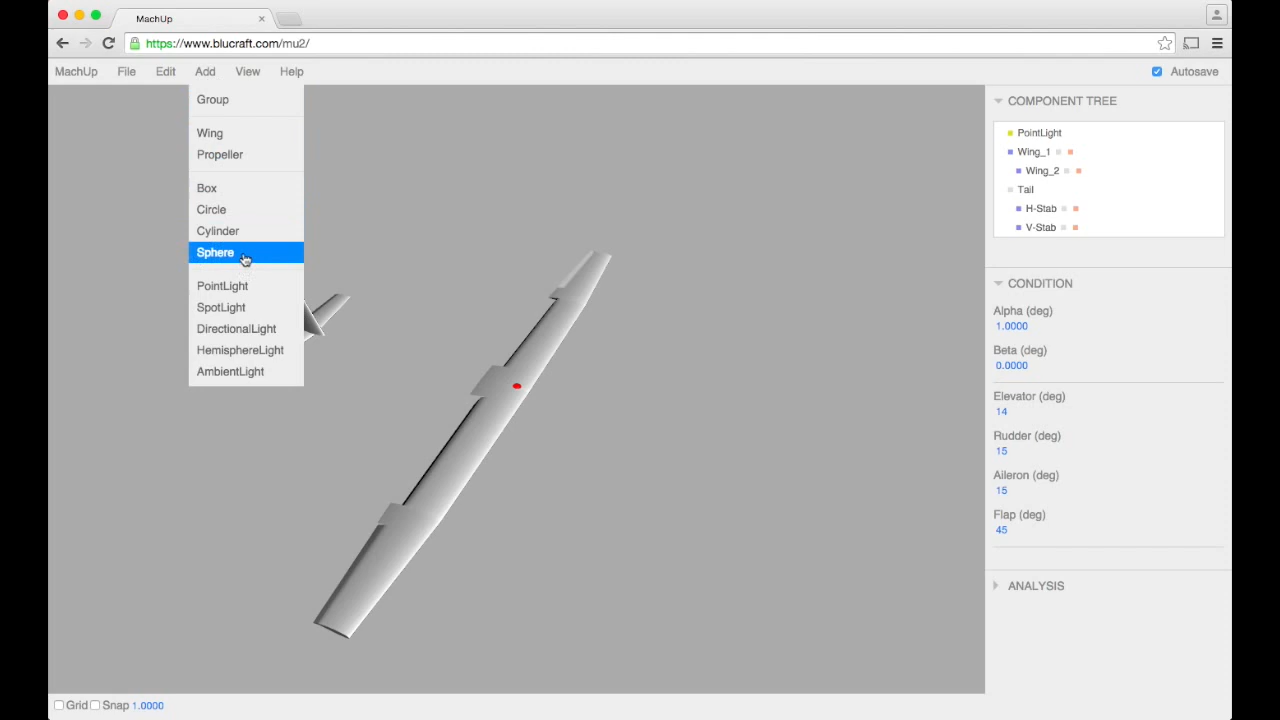 MachUp
https://www.blucraft.com/mu2/
MachUp File Edit Add View Help Autosave
Group
Wing
Propeller
Box
Circle
Cylinder
Sphere
PointLight
SpotLight
DirectionalLight
HemisphereLight
AmbientLight
COMPONENT TREE
PointLight
Wing_1
Wing_2
Tail
H-Stab
V-Stab
CONDITION
Alpha (deg)
1.0000
Beta (deg)
0.0000
Elevator (deg)
14
Rudder (deg)
15
Aileron (deg)
15
Flap (deg)
45
ANALYSIS
Grid Snap 1.0000